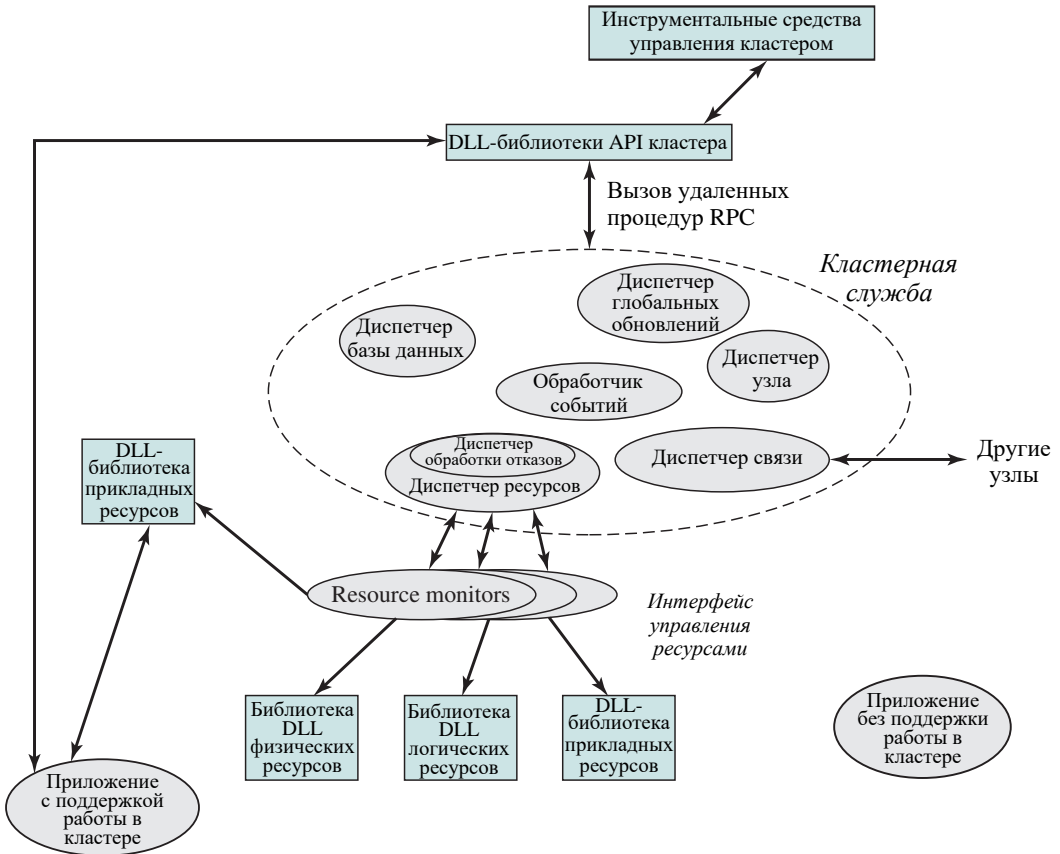 Инструментальные средства
управления кластером
DLL-библиотеки API кластера
Вызов удаленных
процедур RPC
Кластерная
служба
Диспетчер
глобальных
обновлений
Диспетчер
базы данных
Диспетчер
узла
Обработчик
событий
Диспетчер
обработки отказов
Диспетчер ресурсов
Диспетчер связи
Другие
узлы
DLL-
библиотека
прикладных
ресурсов
Resource monitors
Интерфейс
управления
ресурсами
Библиотека
DLL
физических
ресурсов
Библиотека
DLL
логических
ресурсов
DLL-
библиотека
прикладных
ресурсов
Приложение
без поддержки
работы в
кластере
Приложение
с поддержкой
работы в
кластере